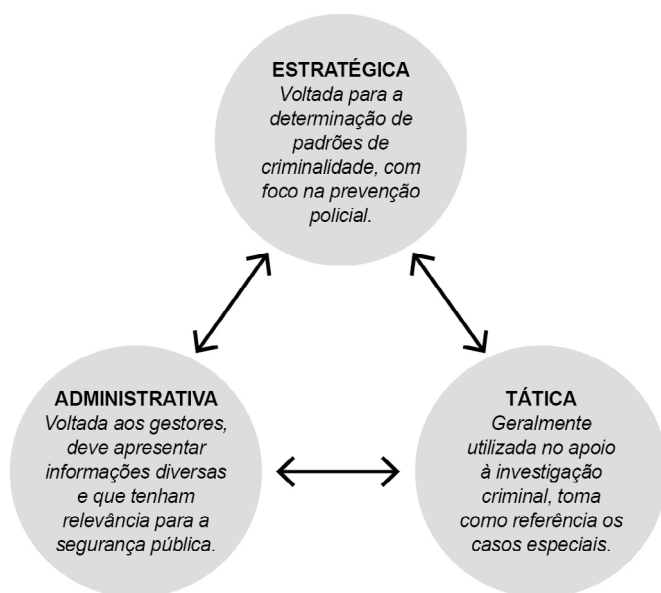 ESTRATÉGICA
Voltada para a
determinação de
padrões de
criminalidade, com
foco na prevenção
policial.
ADMINISTRATIVA
Voltada aos gestores,
deve apresentar
informações diversas
e que tenham
relevância para a
segurança pública.
TÁTICA
Geralmente
utilizada no apoio
à investigação
criminal, toma
como referência os
casos especiais.